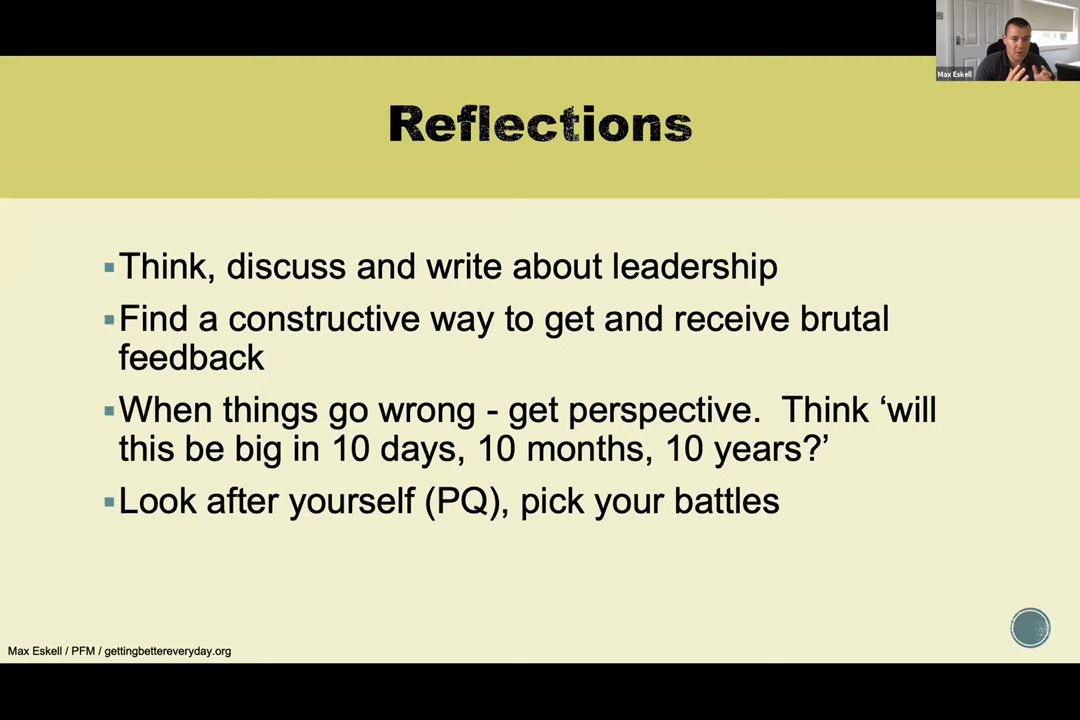 Max Eskell
Reflections
▪Think, discuss and write about leadership
▪Find a constructive way to get and receive brutal
feedback
▪When things go wrong - get perspective.  Think ‘will
this be big in 10 days, 10 months, 10 years?’
▪Look after yourself (PQ), pick your battles
Max Eskell / PFM / gettingbettereveryday.org